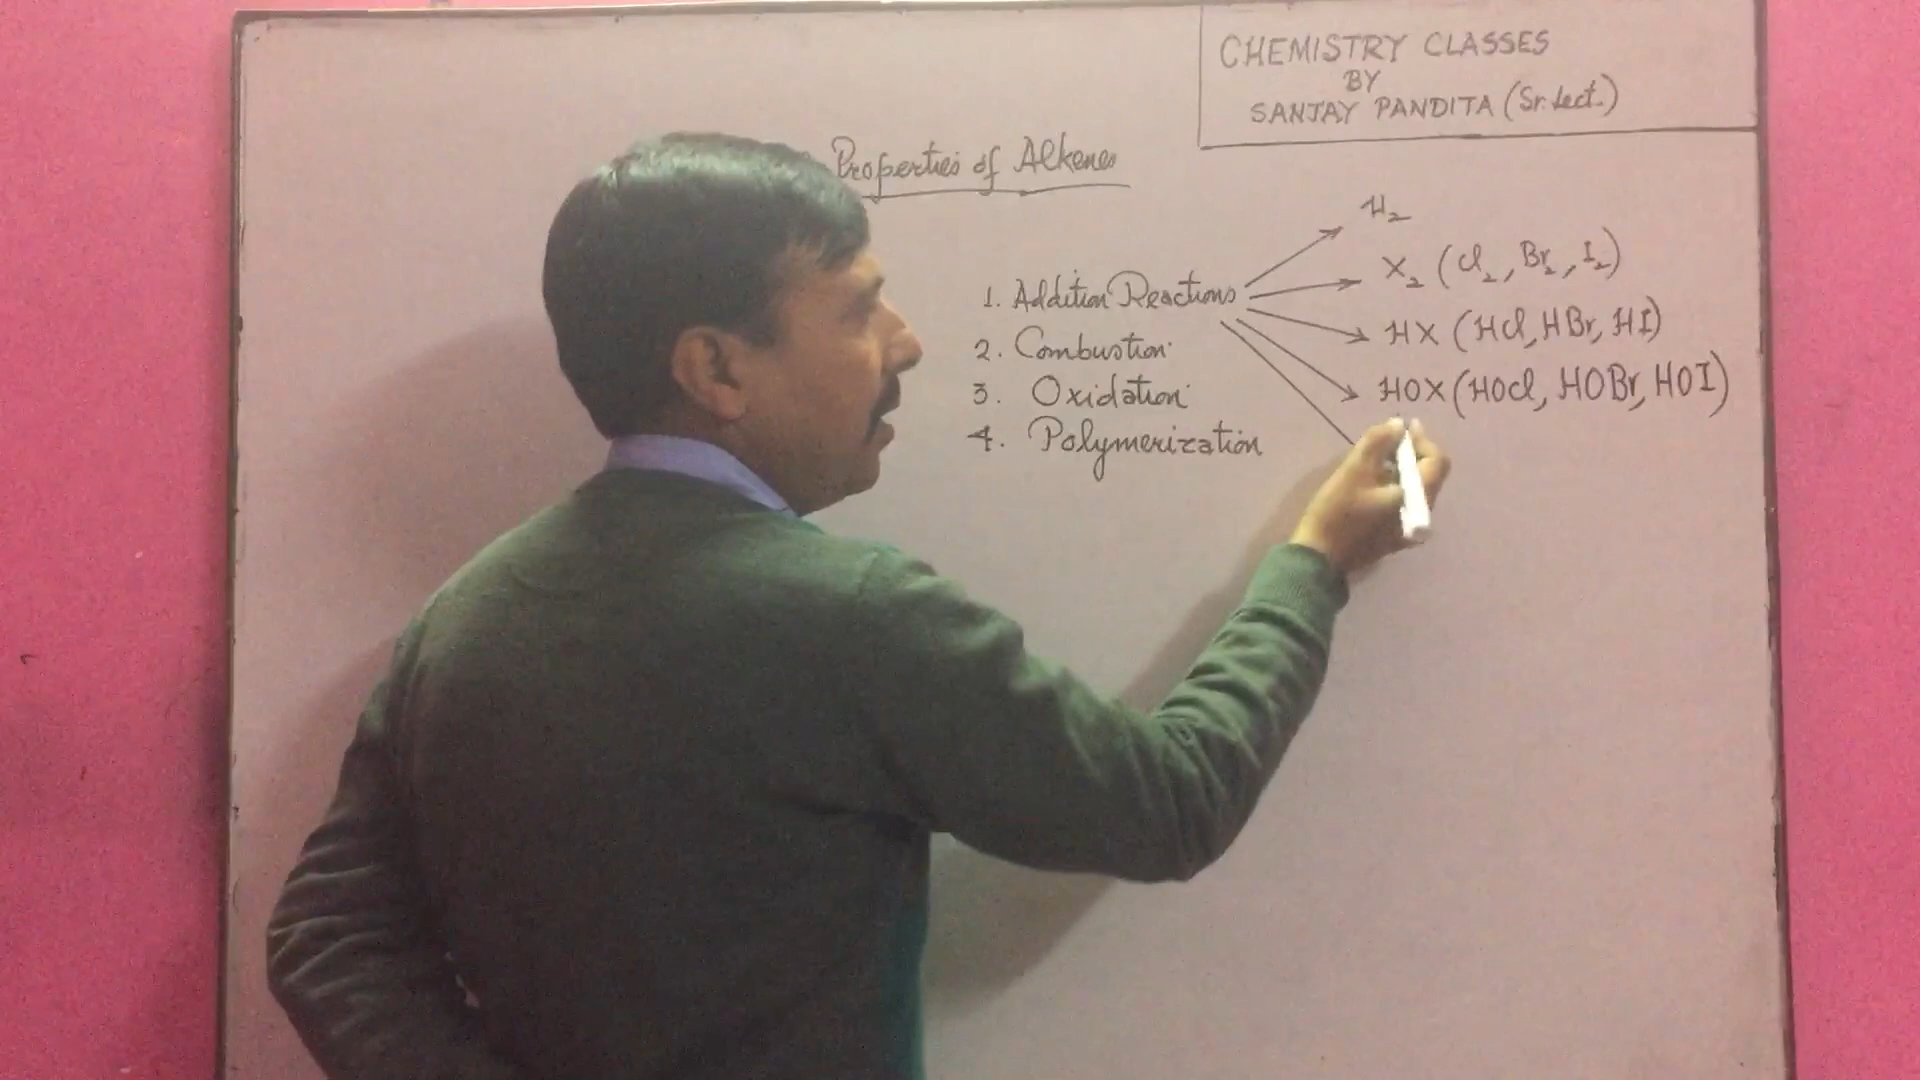 CHEMISTRY CLASSES
BY
SANJAY PANDITA (Sr. Lect.)
Properties of Alkenes
1. Addition Reactions
2. Combustion
3. Oxidation
4. Polymerization
H₂
X₂ (Cl₂, Br₂, I₂)
HX (HCl, HBr, HI)
HOX (HOCl, HOBr, HOI)